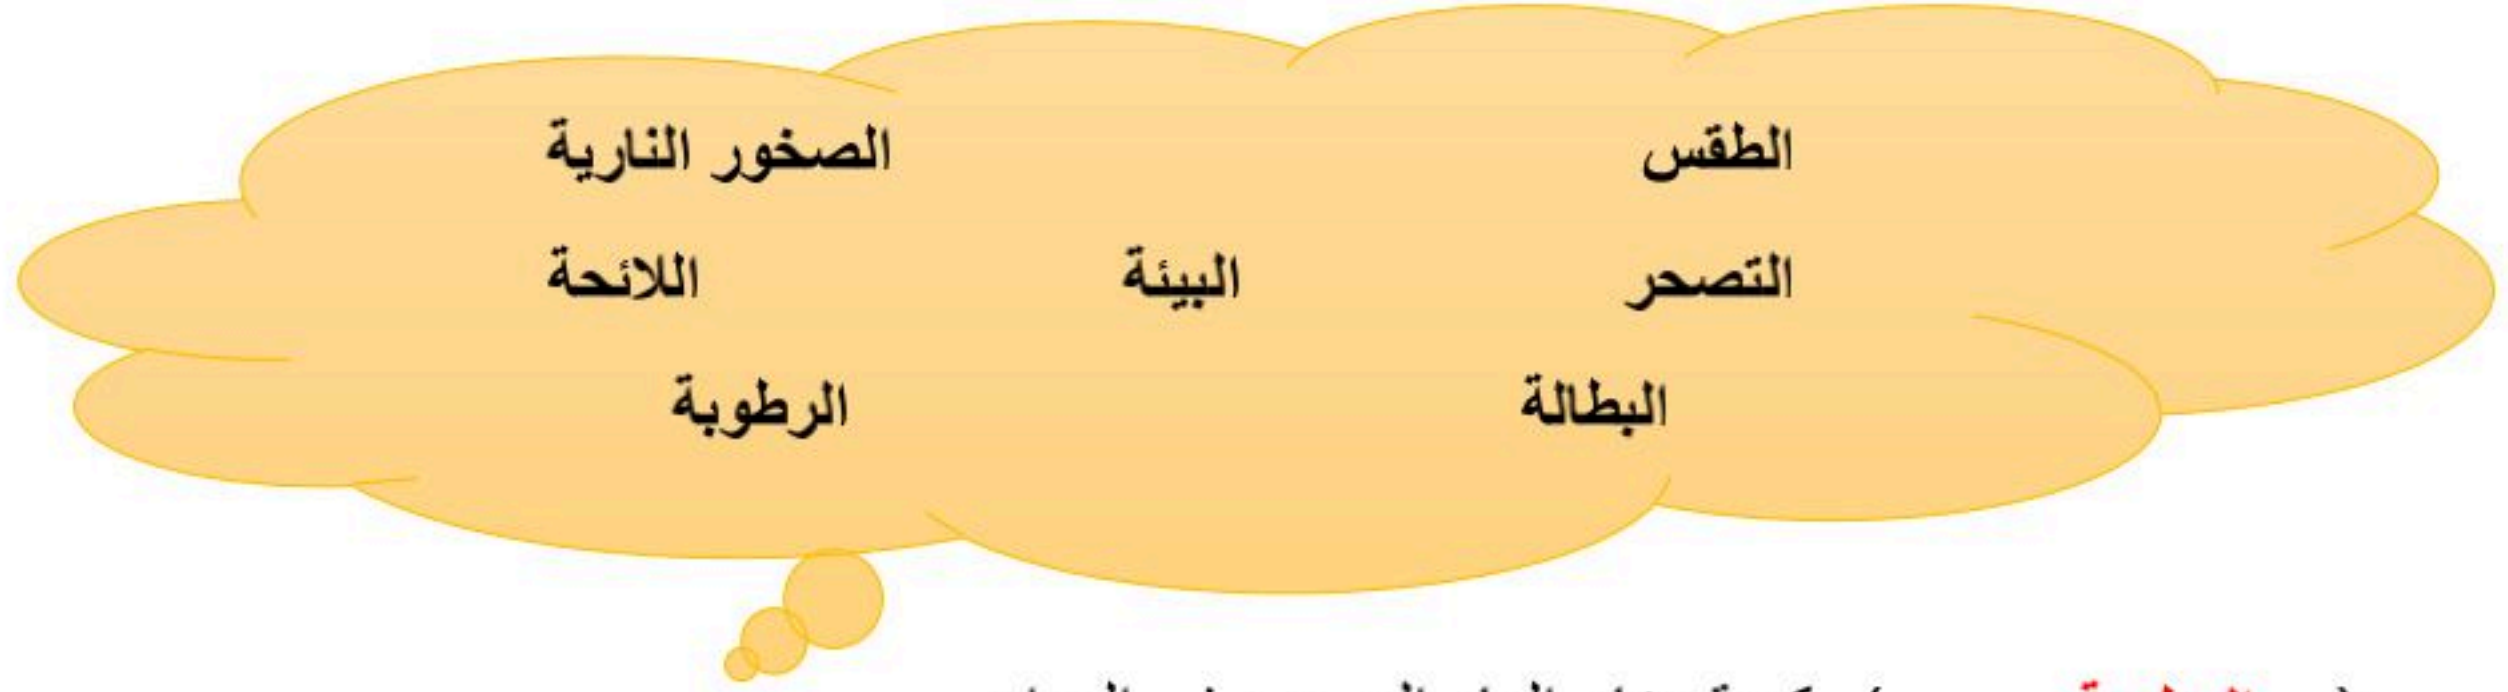 الطقس الصخور النارية
التصحر البيئة اللائحة
البطالة الرطوبة